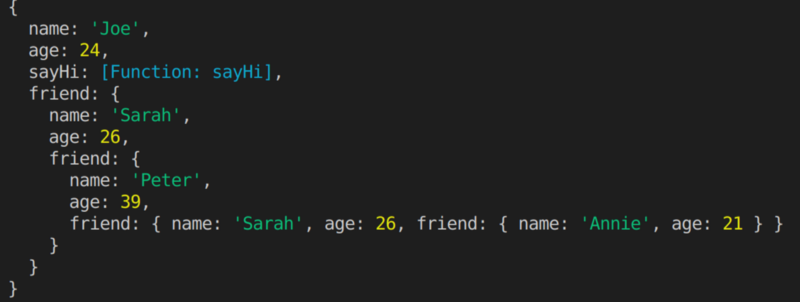 {
  name: 'Joe',
  age: 24,
  sayHi: [Function: sayHi],
  friend: {
    name: 'Sarah',
    age: 26,
    friend: {
      name: 'Peter',
      age: 39,
      friend: { name: 'Sarah', age: 26, friend: { name: 'Annie', age: 21 } }
    }
  }
}